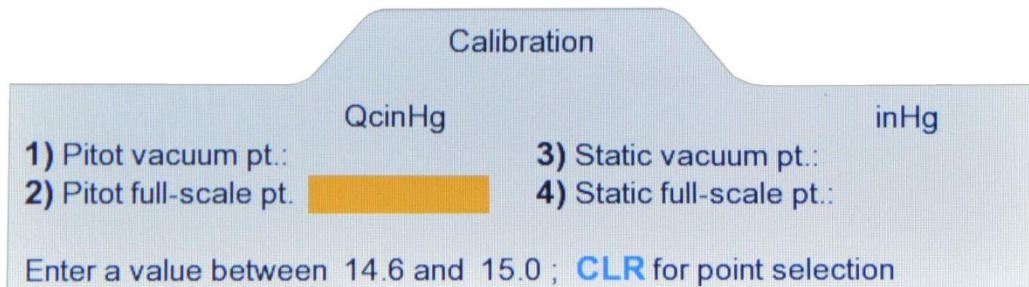 Calibration
QcinHg inHg
1) Pitot vacuum pt.: 3) Static vacuum pt.:
2) Pitot full-scale pt. 4) Static full-scale pt.:
Enter a value between 14.6 and 15.0 ; CLR for point selection